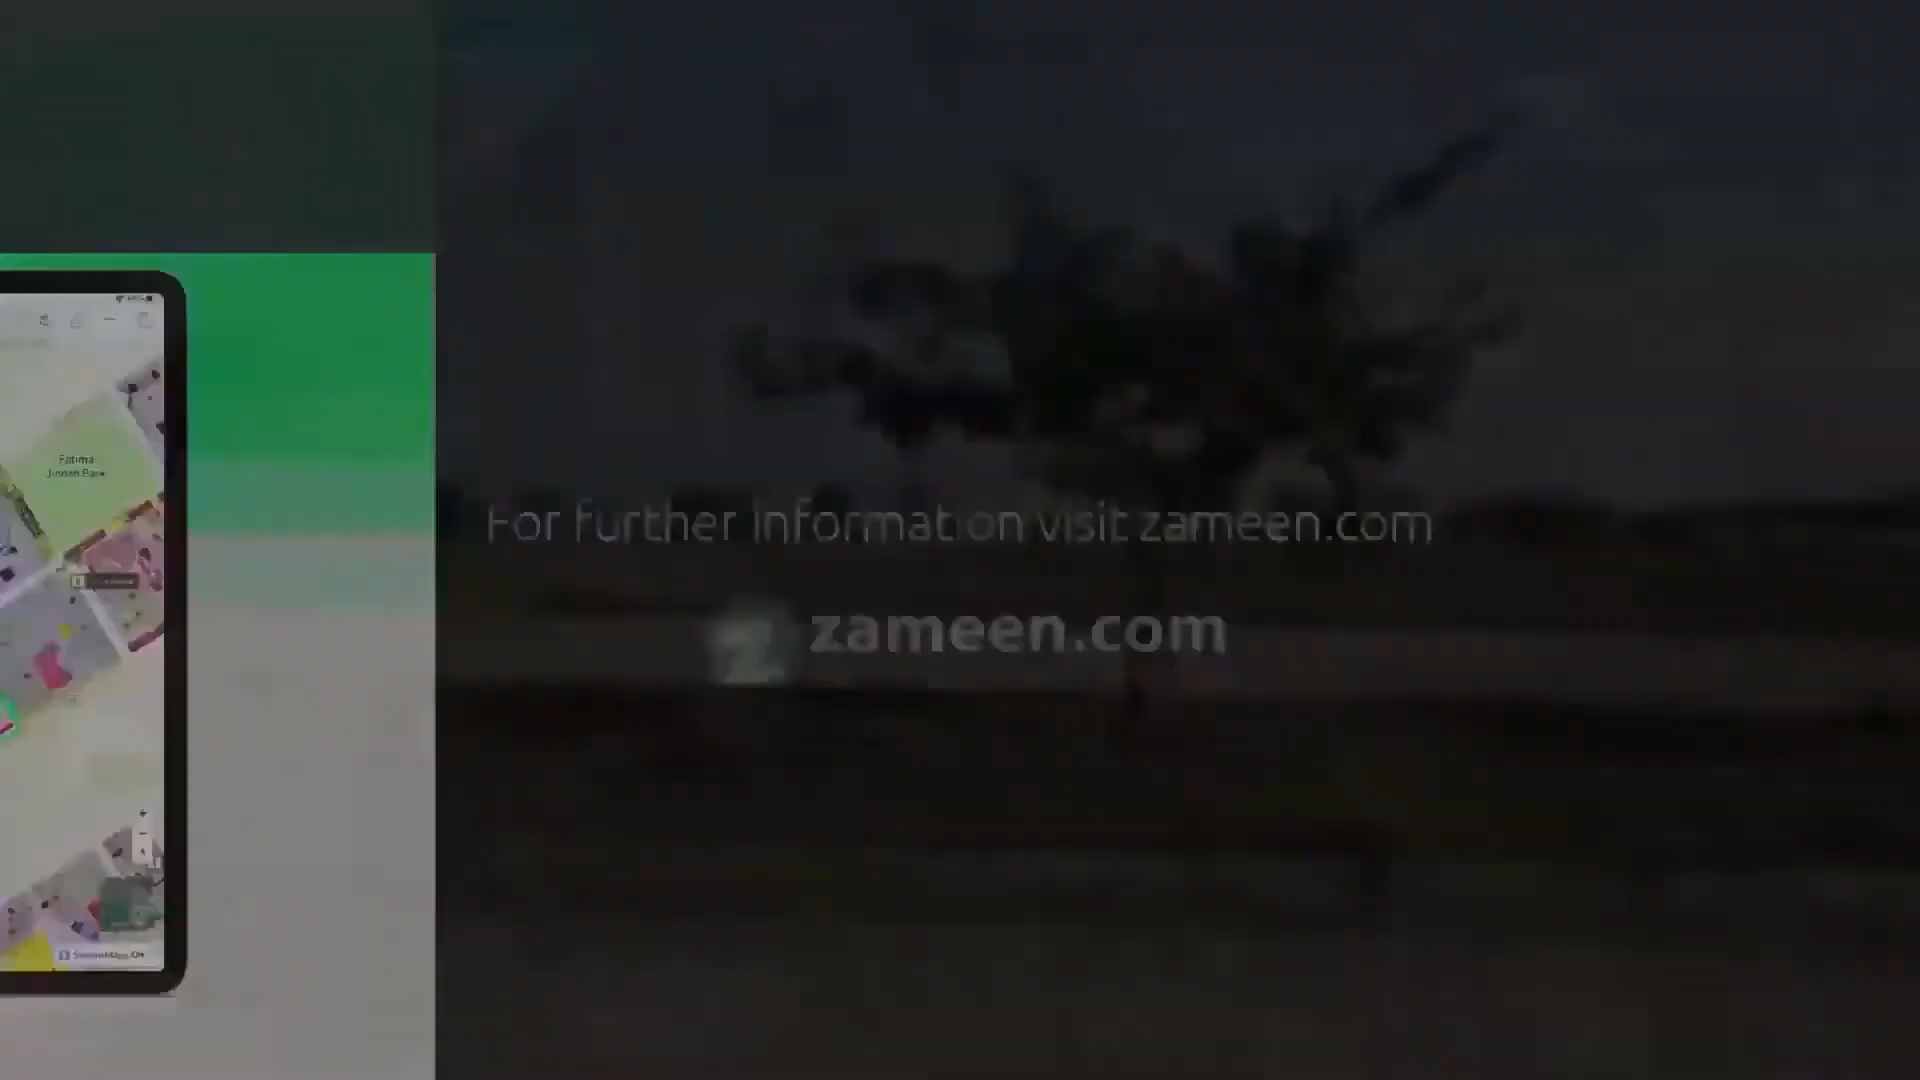 Fatima
Jinnah Park
For further information visit zameen.com
zameen.com